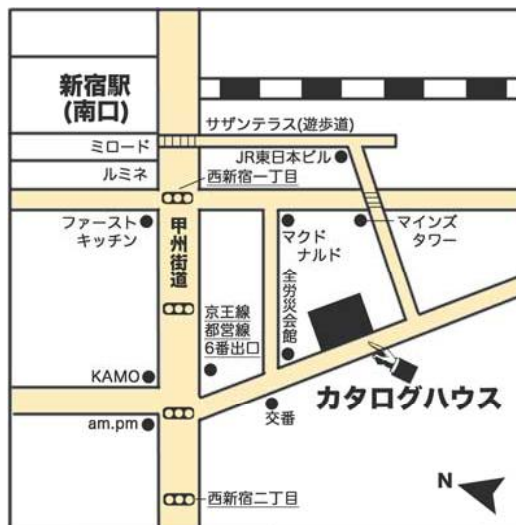 新宿駅
(南口)
サザンテラス(遊歩道)
ミロード
JR東日本ビル
ルミネ
西新宿一丁目
ファースト
キッチン
甲州街道
マクド
ナルド
マインズ
タワー
全労災会館
京王線
都営線
6番出口
KAMO
カタログハウス
am.pm
交番
N
西新宿二丁目